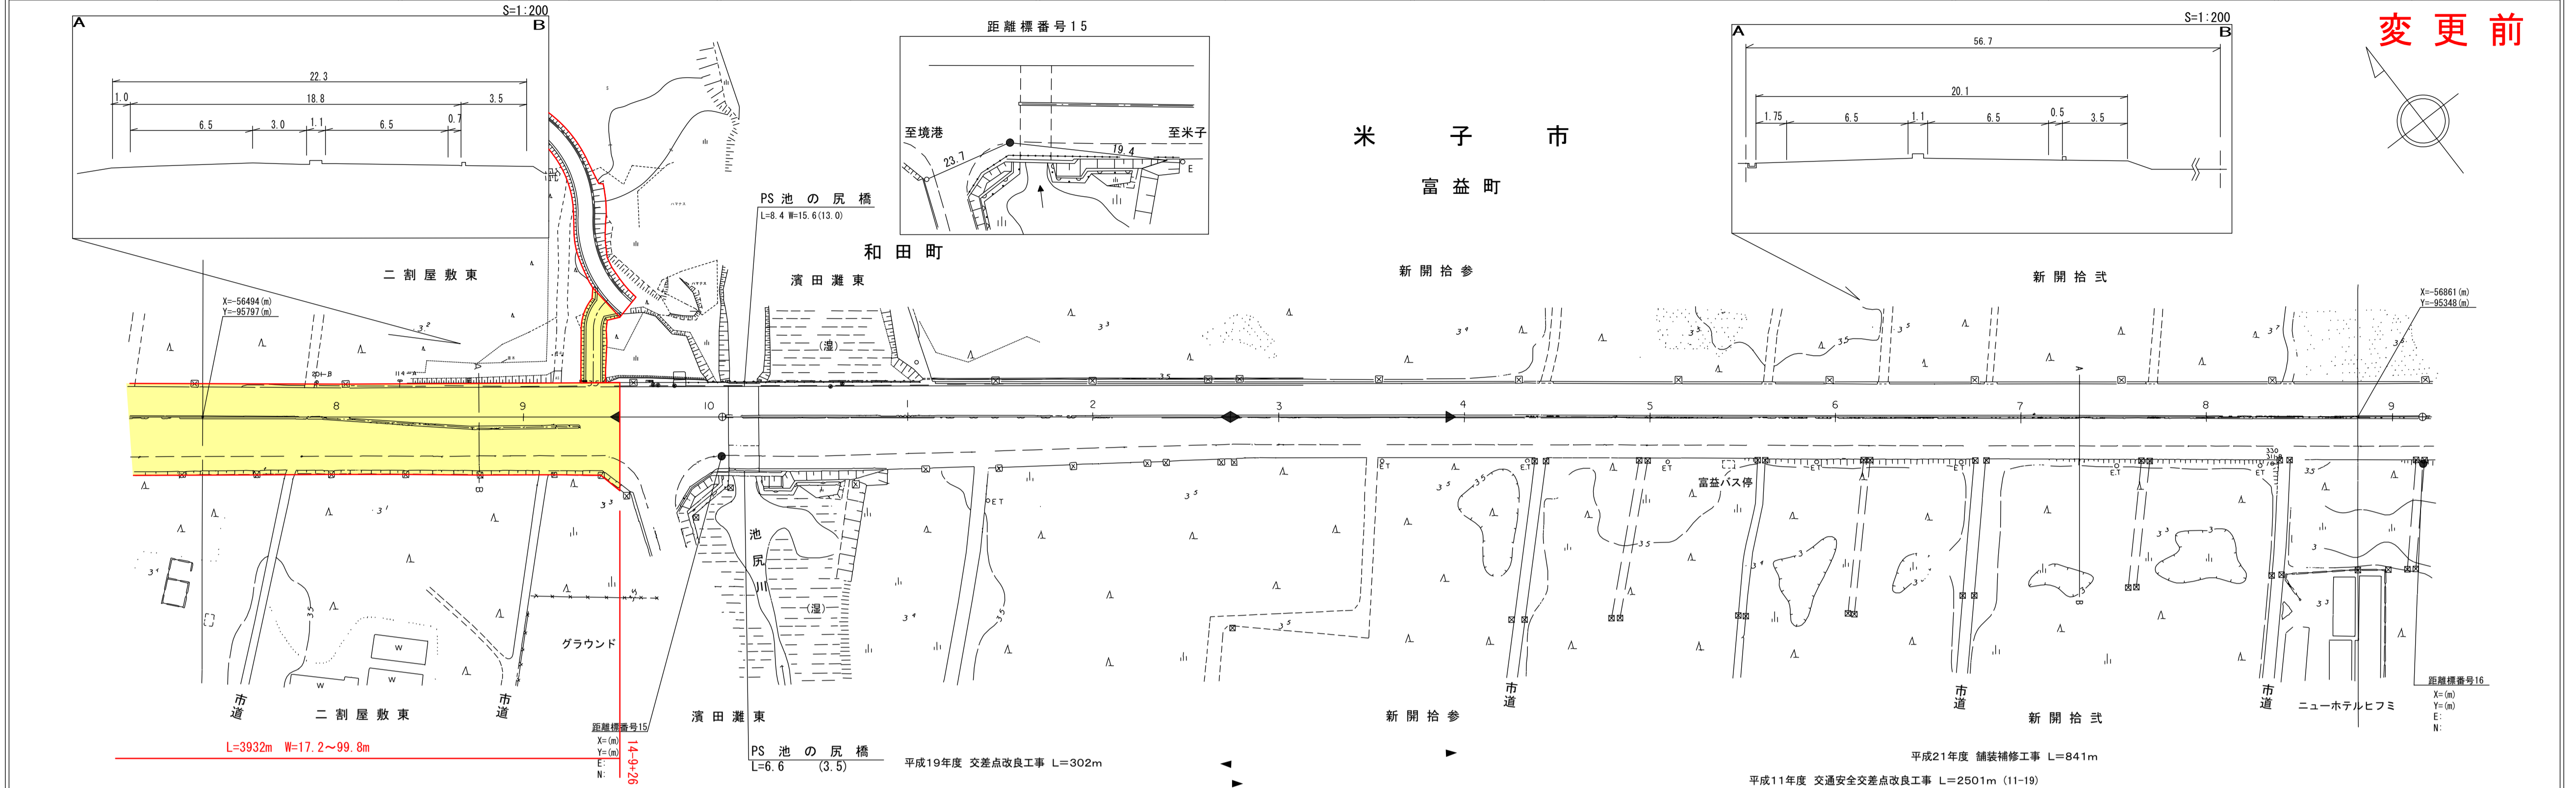 S=1:200
A
B
22.3
1.0
18.8
3.5
6.5
3.0
1.1
6.5
0.7
距離標番号15
至境港
至米子
23.7
19.4
E
S=1:200
A
B
56.7
20.1
1.75
6.5
1.1
6.5
0.5
3.5
変更前
米子市
富益町
和田町
PS 池の尻橋
L=8.4 W=15.6(13.0)
二割屋敷東
濱田灘東
新開拾参
新開拾弐
X=-56494(m)
Y=-95797(m)
X=-56861(m)
Y=-95348(m)
(湿)
8
9
10
1
2
3
4
5
6
7
8
9
A
B
A
B
富益バス停
池尻川
(湿)
グラウンド
W
W
W
市道
市道
市道
市道
市道
二割屋敷東
濱田灘東
新開拾参
新開拾弐
ニューホテルヒフミ
距離標番号15
X=(m)
Y=(m)
E:
N:
14-9+26
距離標番号16
X=(m)
Y=(m)
E:
N:
L=3932m W=17.2～99.8m
PS 池の尻橋
L=6.6 (3.5)
平成19年度 交差点改良工事 L=302m
平成21年度 舗装補修工事 L=841m
平成11年度 交通安全交差点改良工事 L=2501m (11-19)